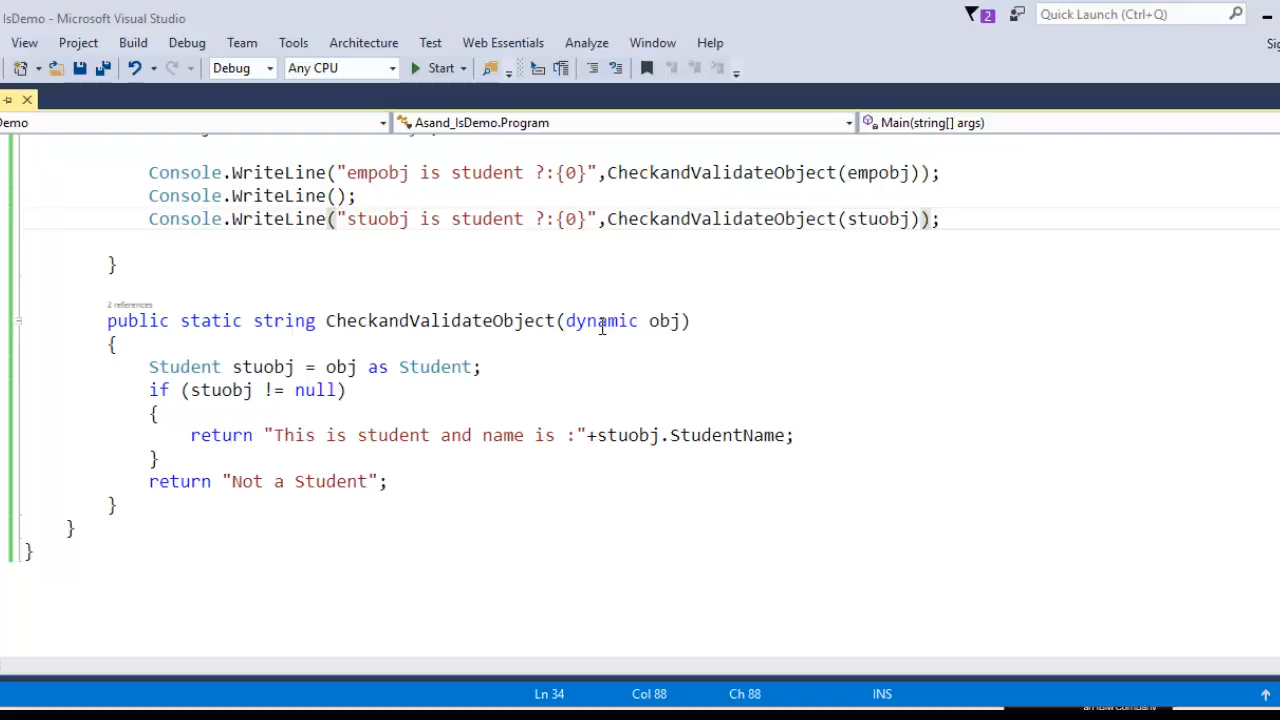 IsDemo - Microsoft Visual Studio
2
Quick Launch (Ctrl+Q)
View Project Build Debug Team Tools Architecture Test Web Essentials Analyze Window Help
Debug Any CPU Start
Asand_IsDemo.Program Main(string[] args)
Console.WriteLine("empobj is student ?:{0}",CheckandValidateObject(empobj));
Console.WriteLine();
Console.WriteLine("stuobj is student ?:{0}",CheckandValidateObject(stuobj));
}
2 references
public static string CheckandValidateObject(dynamic obj)
{
Student stuobj = obj as Student;
if (stuobj != null)
{
return "This is student and name is :"+stuobj.StudentName;
}
return "Not a Student";
}
}
}
Ln 34 Col 88 Ch 88 INS